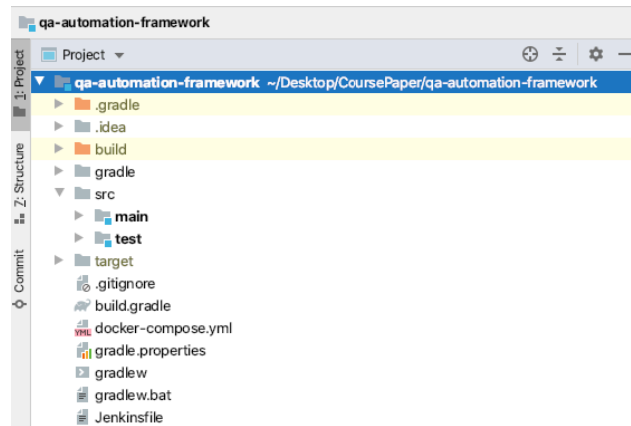 qa-automation-framework
1: Project
Project
qa-automation-framework ~/Desktop/CoursePaper/qa-automation-framework
.gradle
.idea
build
gradle
Z: Structure
src
main
test
Commit
target
.gitignore
build.gradle
YML docker-compose.yml
gradle.properties
gradlew
gradlew.bat
Jenkinsfile